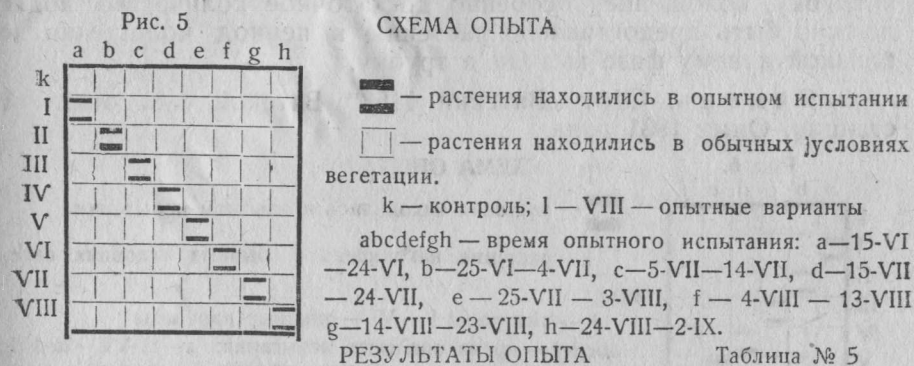 Рис. 5
СХЕМА ОПЫТА
a b c d e f g h
k
I
II
III
IV
V
VI
VII
VIII
— растения находились в опытном испытании
— растения находились в обычных условиях
вегетации.
k — контроль; I — VIII — опытные варианты
abcdefgh — время опытного испытания: a—15-VI
—24-VI, b—25-VI—4-VII, c—5-VII—14-VII, d—15-VII
— 24-VII, e — 25-VII — 3-VIII, f — 4-VIII — 13-VIII
g—14-VIII—23-VIII, h—24-VIII—2-IX.
РЕЗУЛЬТАТЫ ОПЫТА Таблица № 5